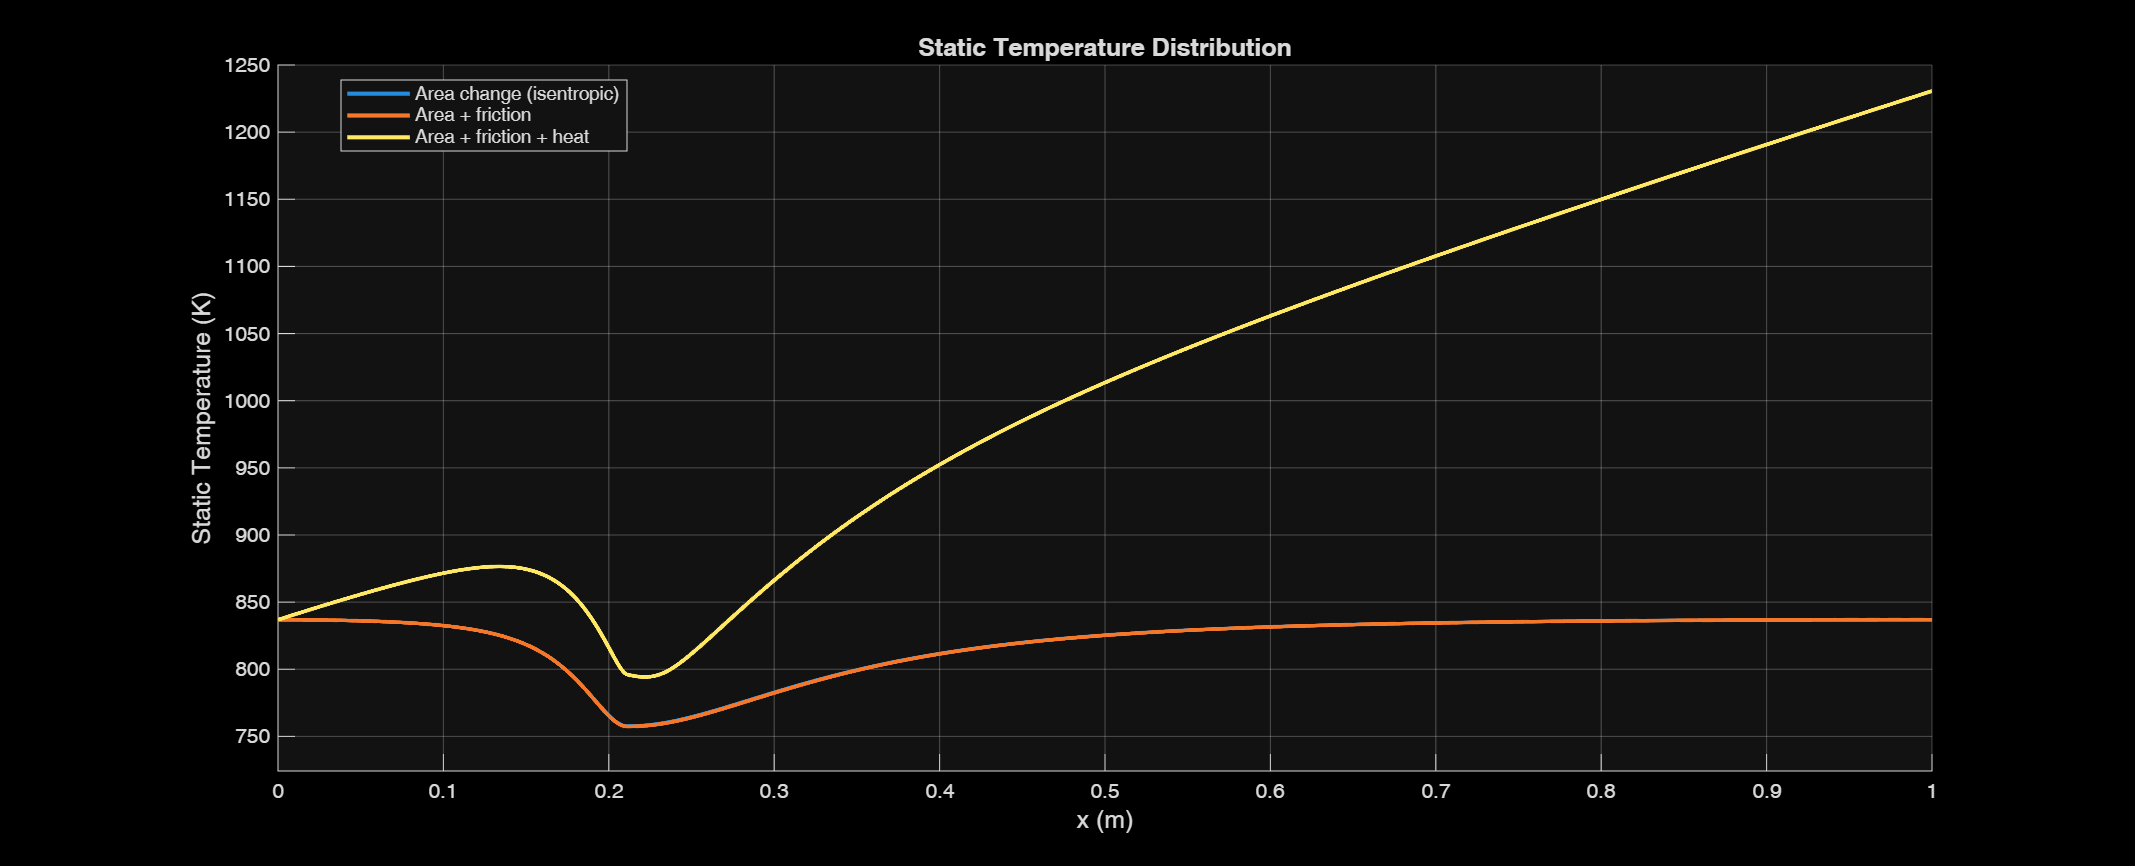 Static Temperature Distribution
Area change (isentropic)
Area + friction
Area + friction + heat
Static Temperature (K)
1250
1200
1150
1100
1050
1000
950
900
850
800
750
0 0.1 0.2 0.3 0.4 0.5 0.6 0.7 0.8 0.9 1
x (m)